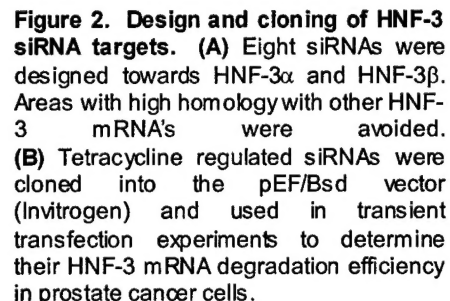 Figure 2. Design and cloning of HNF-3
siRNA targets. (A) Eight siRNAs were
designed towards HNF-3α and HNF-3β.
Areas with high homology with other HNF-
3 mRNA's were avoided.
(B) Tetracycline regulated siRNAs were
cloned into the pEF/Bsd vector
(Invitrogen) and used in transient
transfection experiments to determine
their HNF-3 mRNA degradation efficiency
in prostate cancer cells.